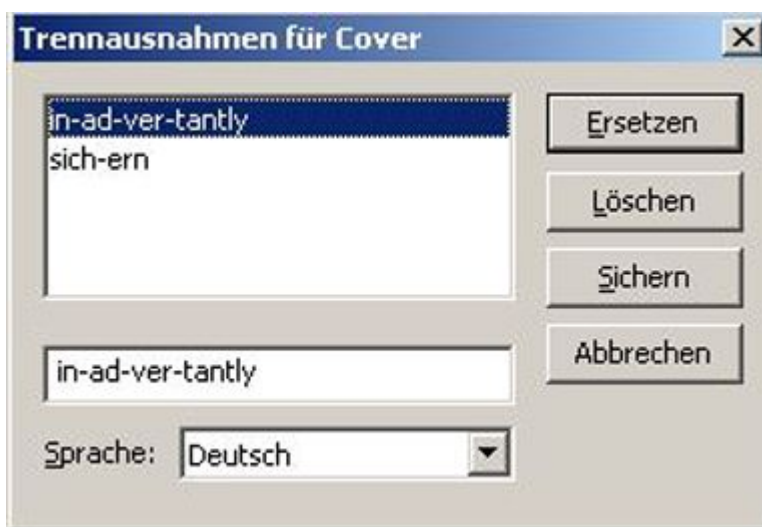 Trennausnahmen für Cover
in-ad-ver-tantly
sich-ern
Ersetzen
Löschen
Sichern
Abbrechen
in-ad-ver-tantly
Sprache: Deutsch